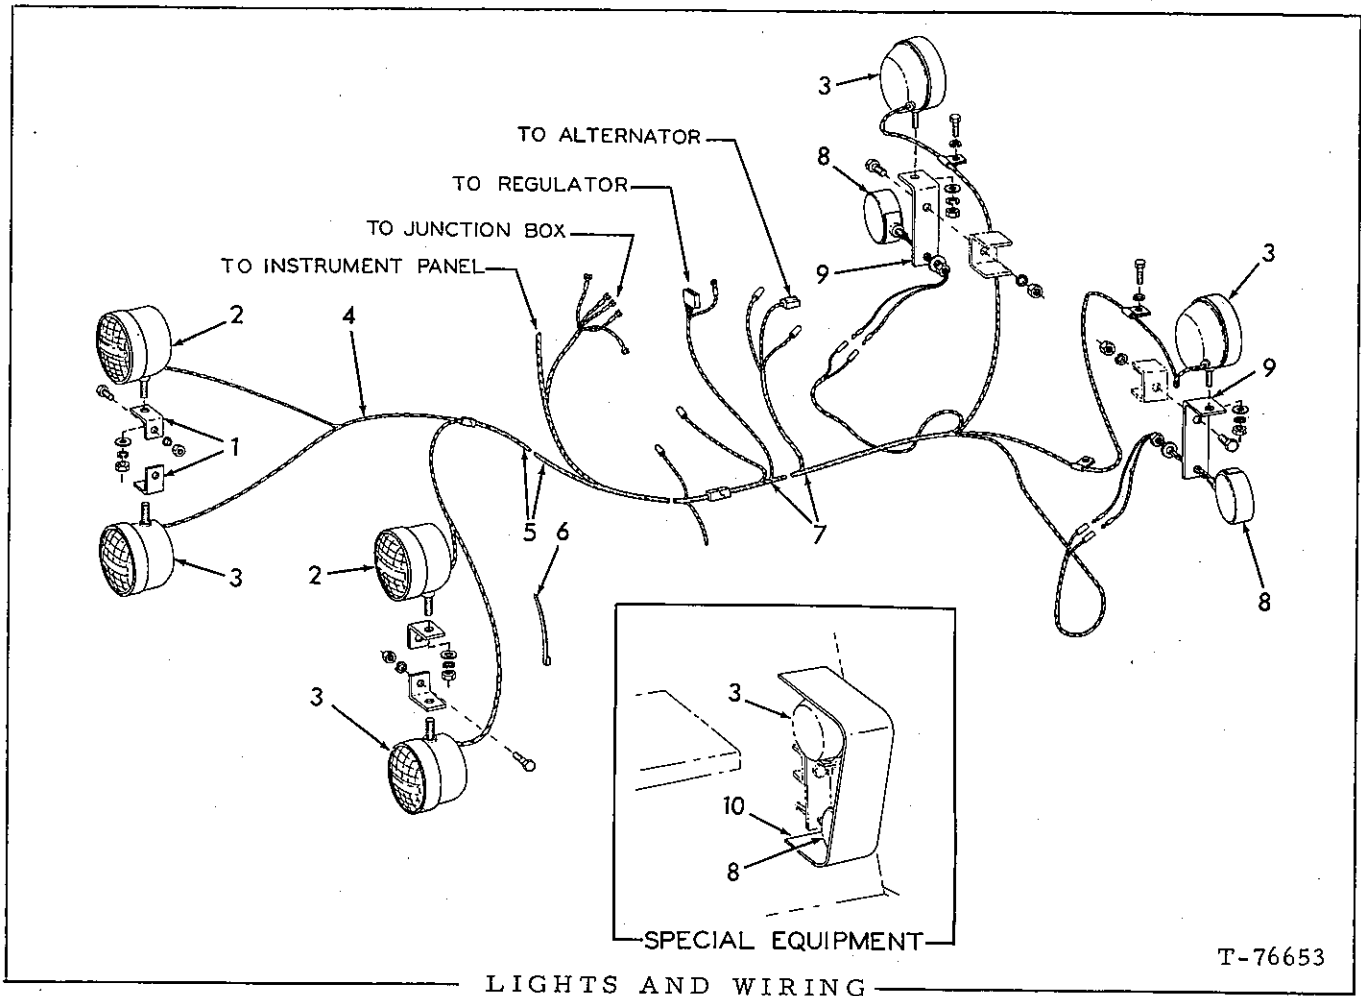 3
TO ALTERNATOR
8
TO REGULATOR
TO JUNCTION BOX
TO INSTRUMENT PANEL
9
3
2
4
9
1
5
6
7
3
2
8
3
3
10
8
SPECIAL EQUIPMENT
T-76653
LIGHTS AND WIRING